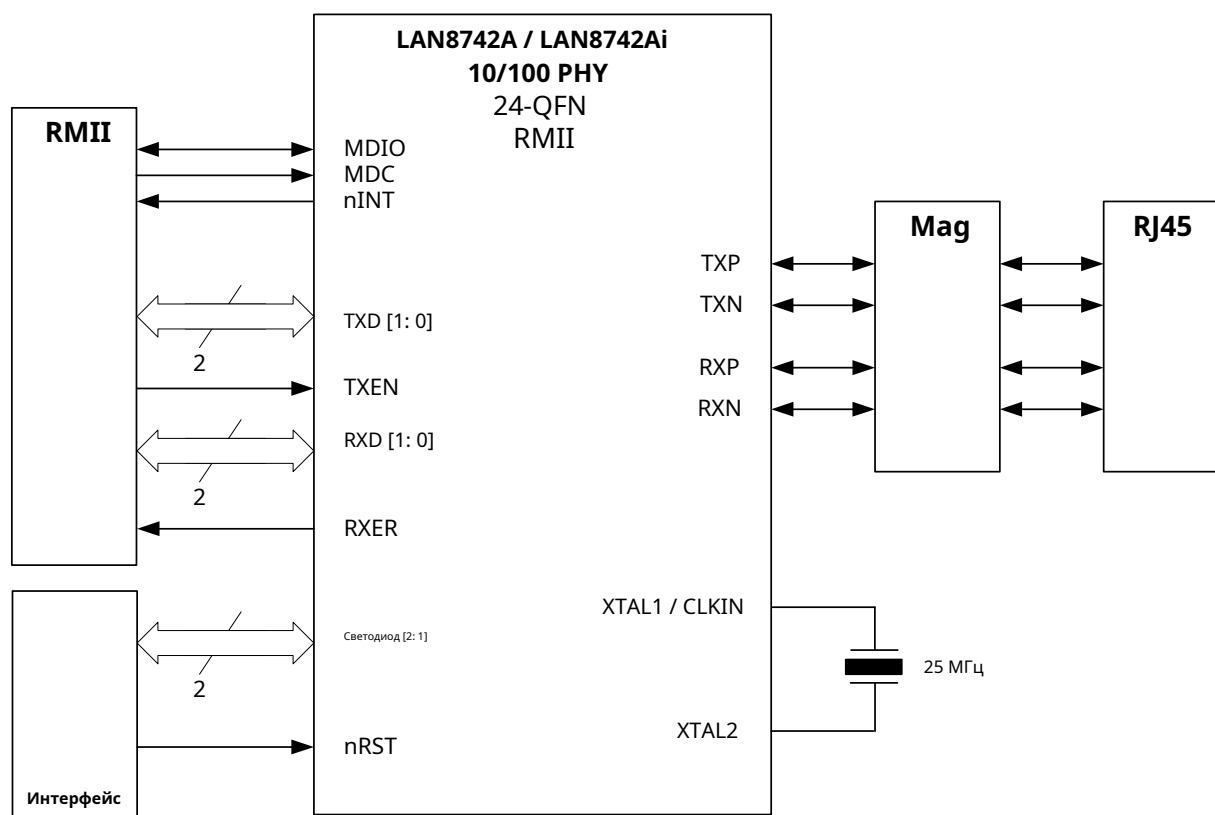 LAN8742A / LAN8742Ai
10/100 PHY
24-QFN
RMII
RMII
MDIO
MDC
nINT
TXD [1: 0]
2
TXEN
RXD [1: 0]
2
RXER
Светодиод [2: 1]
2
nRST
Интерфейс
TXP
TXN
RXP
RXN
Mag
RJ45
XTAL1 / CLKIN
25 МГц
XTAL2